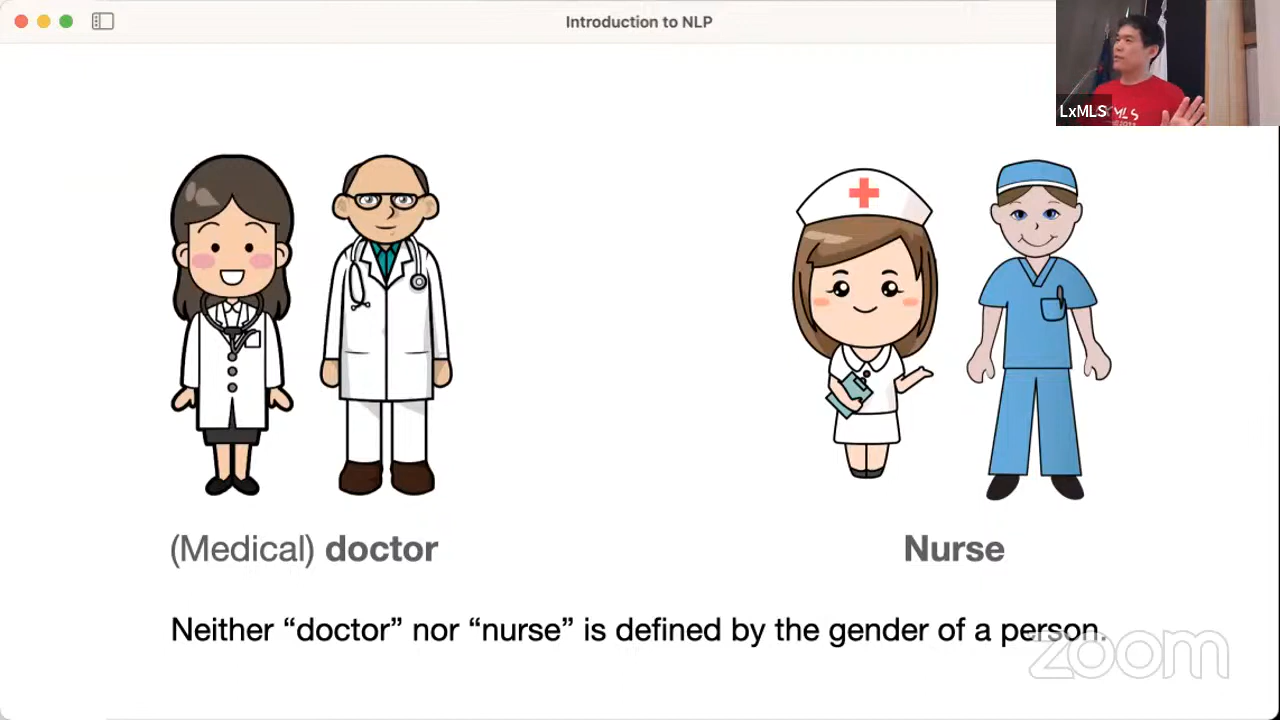 Introduction to NLP
LxMLS
(Medical) doctor
Nurse
Neither “doctor” nor “nurse” is defined by the gender of a person.
zoom